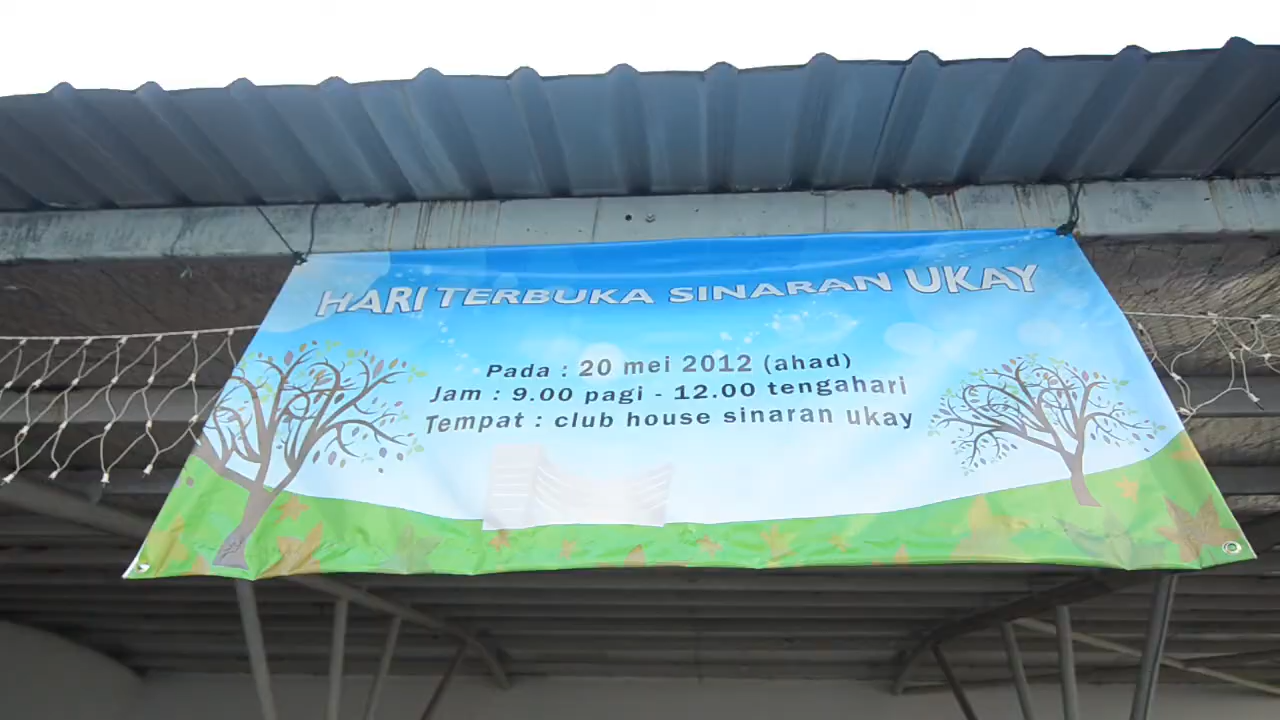 HARI TERBUKA SINARAN UKAY
Pada : 20 mei 2012 (ahad)
Jam : 9.00 pagi - 12.00 tengahari
Tempat : club house sinaran ukay